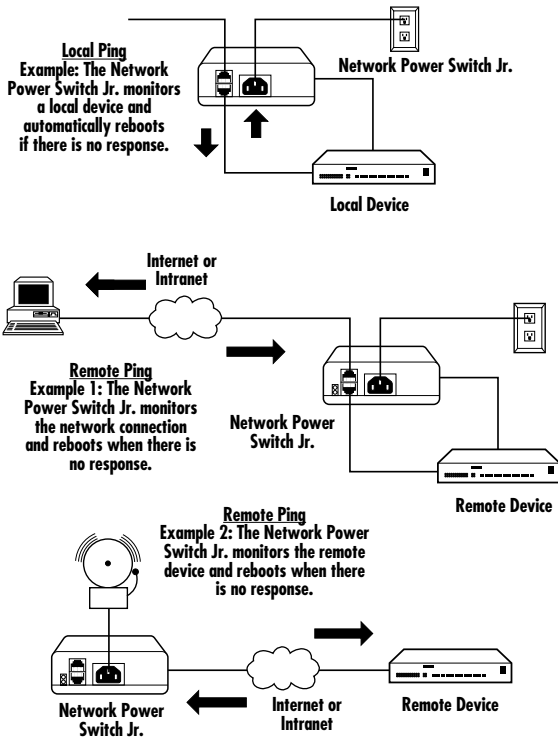 Local Ping
Example: The Network
Power Switch Jr. monitors
a local device and
automatically reboots
if there is no response.
Network Power Switch Jr.
Local Device
Internet or
Intranet
Remote Ping
Example 1: The Network
Power Switch Jr. monitors
the network connection
and reboots when there is
no response.
Network Power
Switch Jr.
Remote Device
Remote Ping
Example 2: The Network Power
Switch Jr. monitors the remote
device and reboots when there
is no response.
Network Power
Switch Jr.
Internet or
Intranet
Remote Device